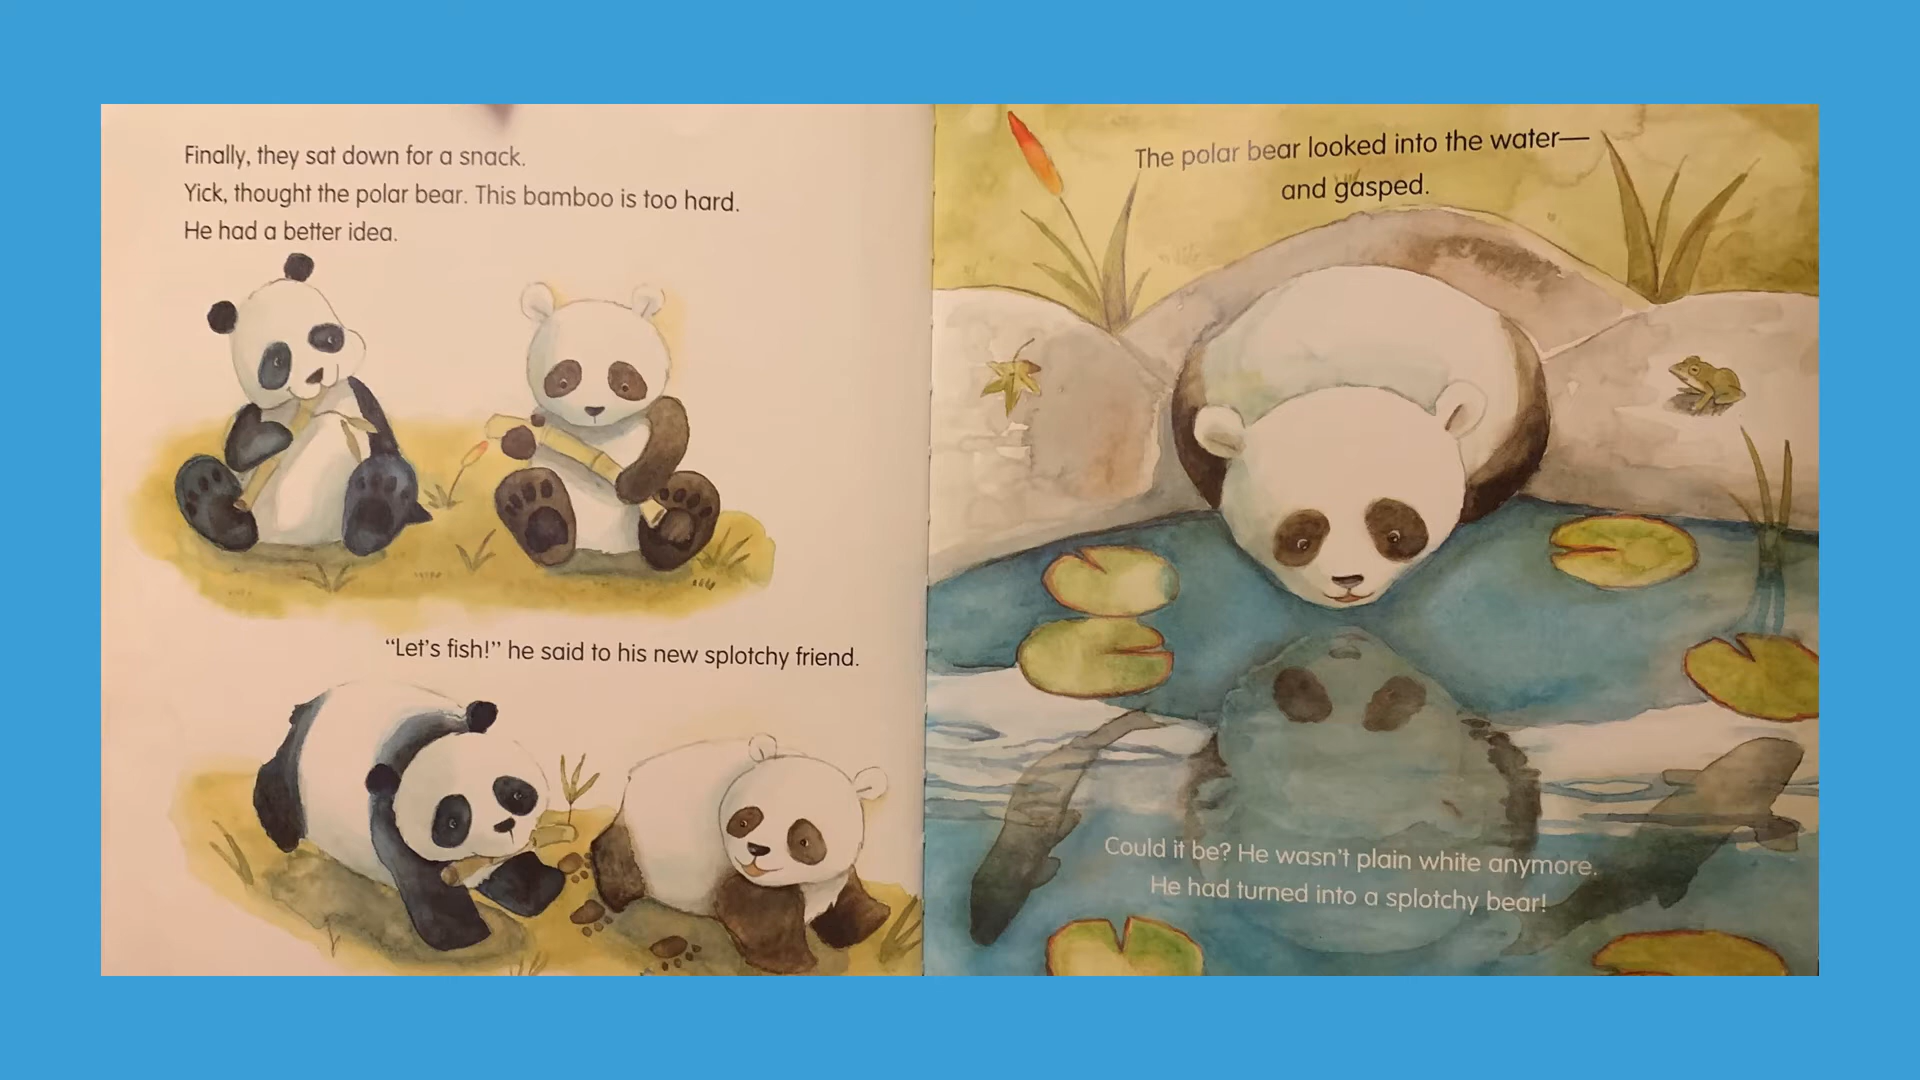 Finally, they sat down for a snack.
Yick, thought the polar bear. This bamboo is too hard.
He had a better idea.
“Let’s fish!” he said to his new splotchy friend.
The polar bear looked into the water—
and gasped.
Could it be? He wasn’t plain white anymore.
He had turned into a splotchy bear!